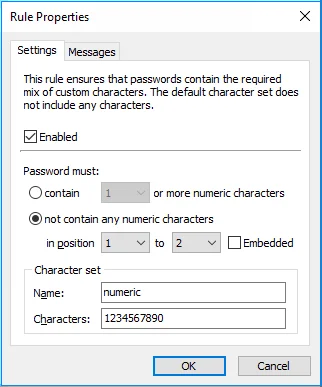 Rule Properties
Settings Messages
This rule ensures that passwords contain the required
mix of custom characters. The default character set does
not include any characters.
Enabled
Password must:
contain 1 or more numeric characters
not contain any numeric characters
in position 1 to 2 Embedded
Character set
Name: numeric
Characters: 1234567890
OK Cancel